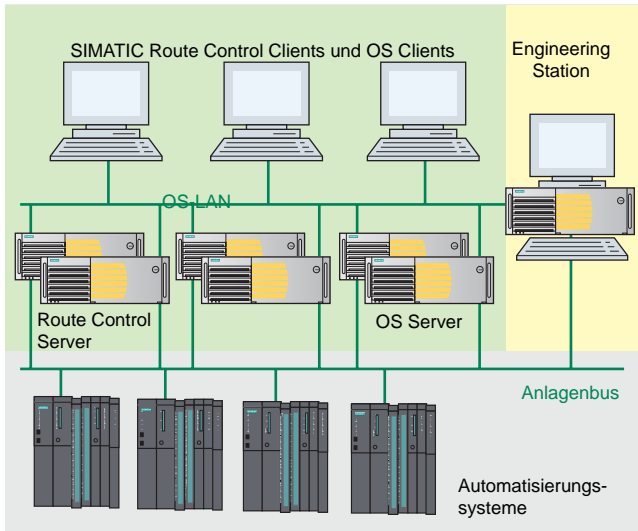 SIMATIC Route Control Clients und OS Clients
Engineering
Station
OS-LAN
Route Control
Server
OS Server
Anlagenbus
Automatisierungs-
systeme